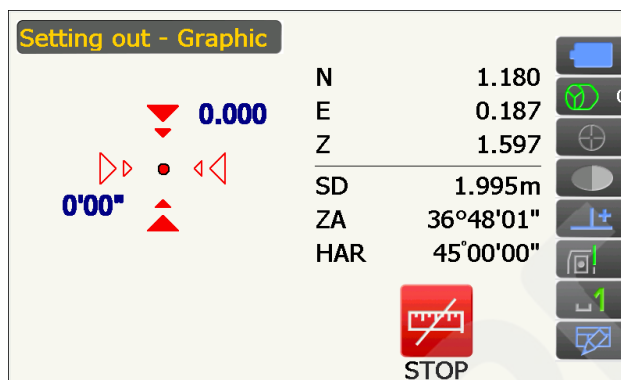 Setting out - Graphic
0.000
0'00"
N 1.180
E 0.187
Z 1.597
SD 1.995m
ZA 36°48'01"
HAR 45°00'00"
STOP
1